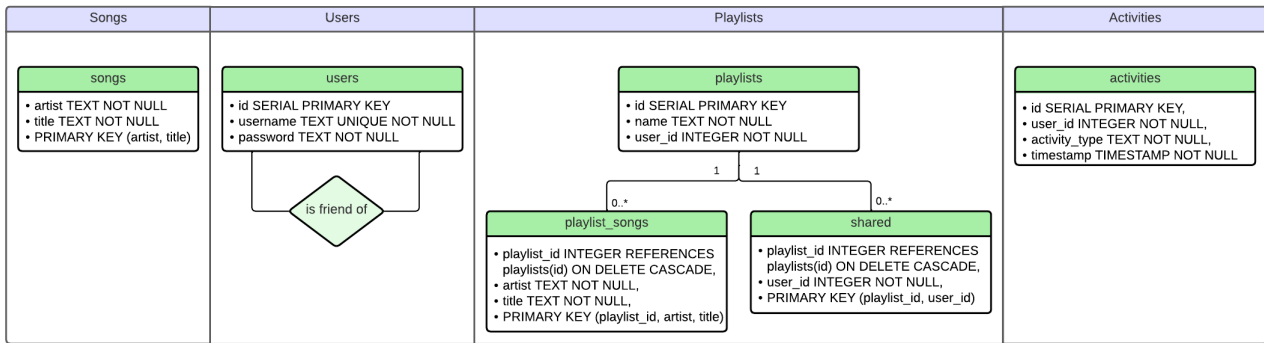 Songs
Users
Playlists
Activities
songs
• artist TEXT NOT NULL
• title TEXT NOT NULL
• PRIMARY KEY (artist, title)
users
• id SERIAL PRIMARY KEY
• username TEXT UNIQUE NOT NULL
• password TEXT NOT NULL
is friend of
playlists
• id SERIAL PRIMARY KEY
• name TEXT NOT NULL
• user_id INTEGER NOT NULL
1
1
0..*
0..*
playlist_songs
• playlist_id INTEGER REFERENCES
playlists(id) ON DELETE CASCADE,
• artist TEXT NOT NULL,
• title TEXT NOT NULL,
• PRIMARY KEY (playlist_id, artist, title)
shared
• playlist_id INTEGER REFERENCES
playlists(id) ON DELETE CASCADE,
• user_id INTEGER NOT NULL,
• PRIMARY KEY (playlist_id, user_id)
activities
• id SERIAL PRIMARY KEY,
• user_id INTEGER NOT NULL,
• activity_type TEXT NOT NULL,
• timestamp TIMESTAMP NOT NULL